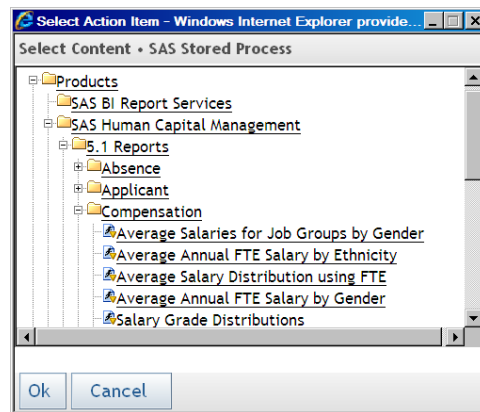 Select Action Item - Windows Internet Explorer provide...
Select Content • SAS Stored Process
Products
SAS BI Report Services
SAS Human Capital Management
5.1 Reports
Absence
Applicant
Compensation
Average Salaries for Job Groups by Gender
Average Annual FTE Salary by Ethnicity
Average Salary Distribution using FTE
Average Annual FTE Salary by Gender
Salary Grade Distributions
Ok Cancel